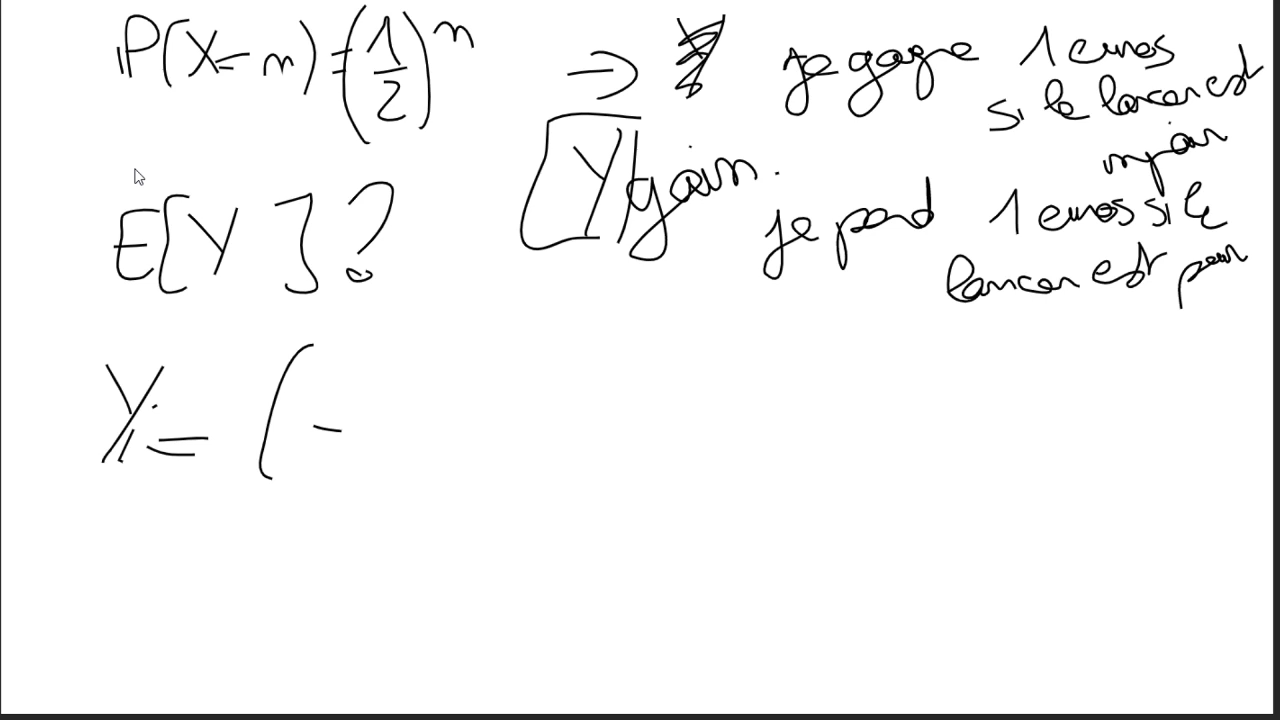 P(X=n)=(1/2)^n => je gagne 1 euros
si le lancer est
impair
Y gain.
je perd 1 euros si le
lancer est pair
E[Y]?
Y = (-